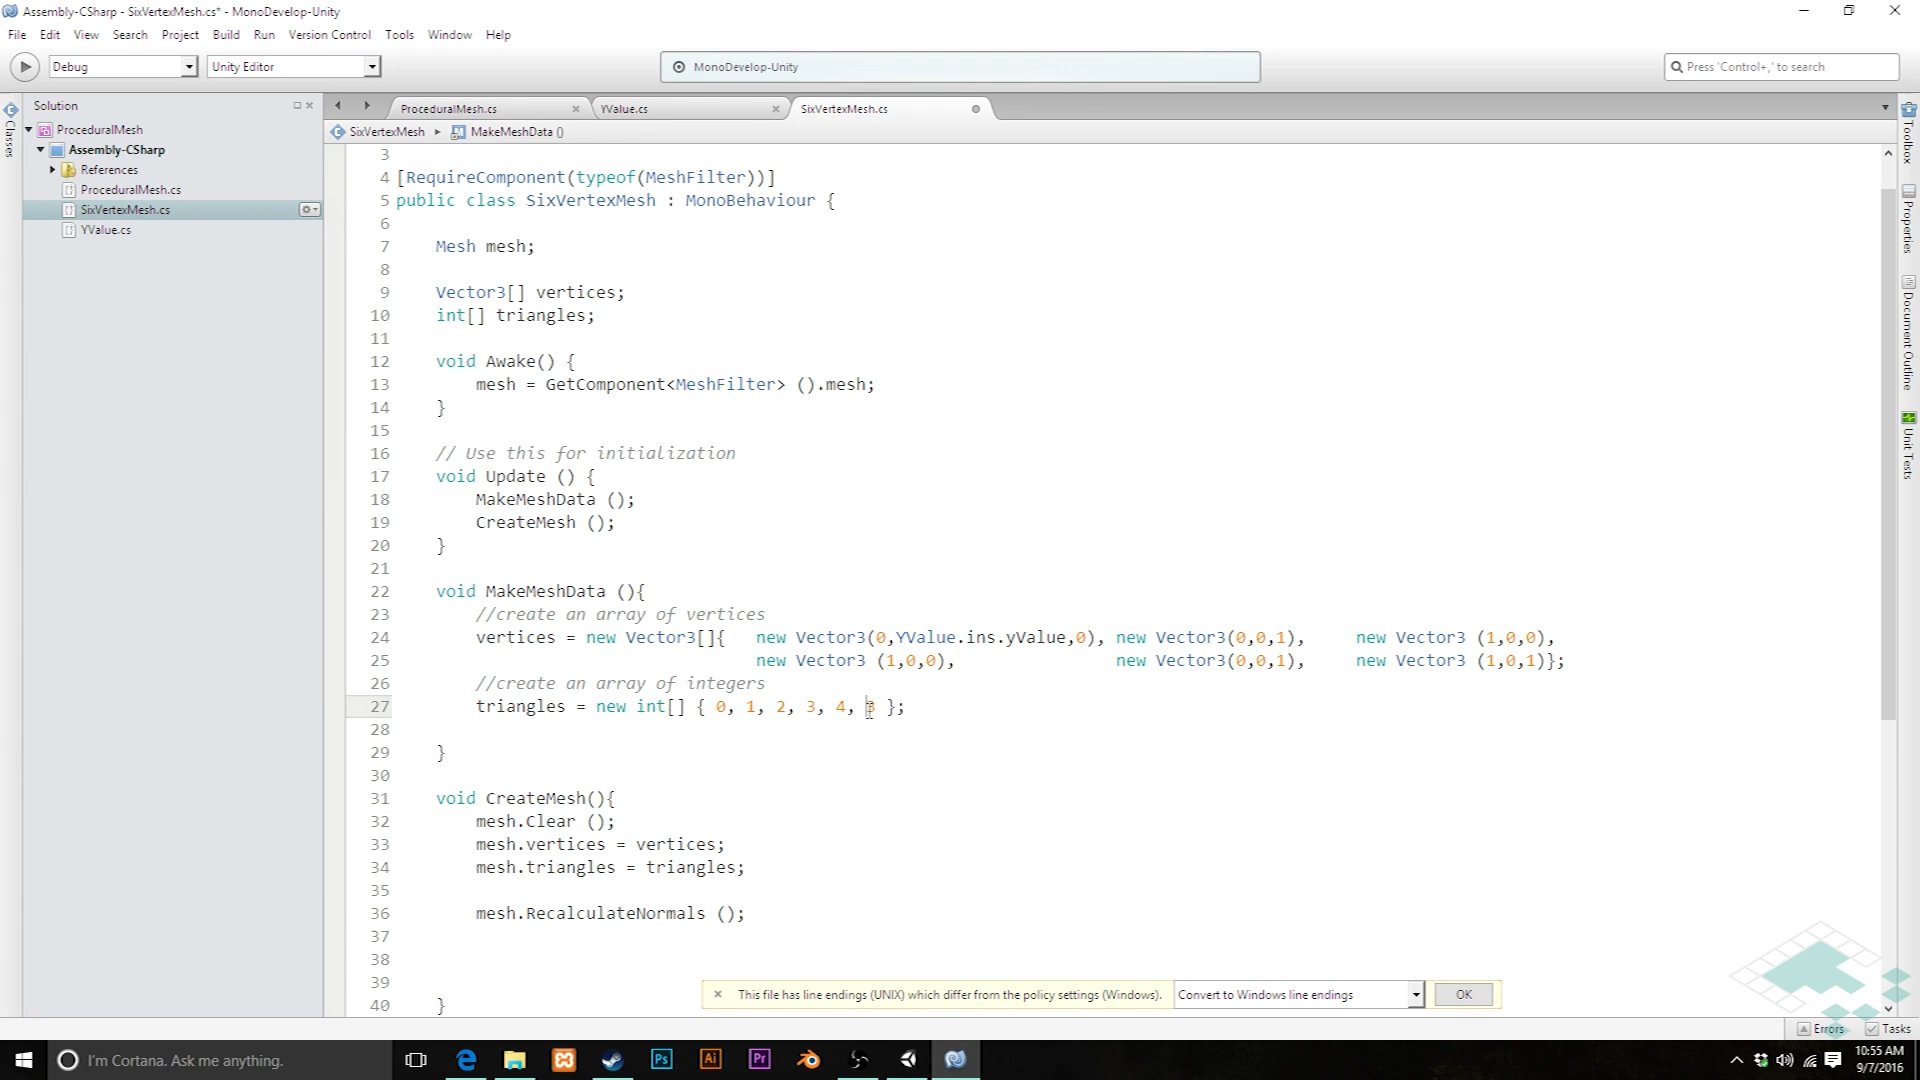 Assembly-CSharp - SixVertexMesh.cs* - MonoDevelop-Unity
File Edit View Search Project Build Run Version Control Tools Window Help
Debug Unity Editor MonoDevelop-Unity Press 'Control+,' to search
Solution ProceduralMesh.cs YValue.cs SixVertexMesh.cs
SixVertexMesh MakeMeshData ()
Classes
ProceduralMesh
Assembly-CSharp
References
ProceduralMesh.cs
SixVertexMesh.cs
YValue.cs
3
4 [RequireComponent(typeof(MeshFilter))]
5 public class SixVertexMesh : MonoBehaviour {
6
7 Mesh mesh;
8
9 Vector3[] vertices;
10 int[] triangles;
11
12 void Awake() {
13 mesh = GetComponent<MeshFilter> ().mesh;
14 }
15
16 // Use this for initialization
17 void Update () {
18 MakeMeshData ();
19 CreateMesh ();
20 }
21
22 void MakeMeshData (){
23 //create an array of vertices
24 vertices = new Vector3[]{ new Vector3(0,YValue.ins.yValue,0), new Vector3(0,0,1), new Vector3 (1,0,0),
25 new Vector3 (1,0,0), new Vector3(0,0,1), new Vector3 (1,0,1)};
26 //create an array of integers
27 triangles = new int[] { 0, 1, 2, 3, 4, };
28
29 }
30
31 void CreateMesh(){
32 mesh.Clear ();
33 mesh.vertices = vertices;
34 mesh.triangles = triangles;
35
36 mesh.RecalculateNormals ();
37
38
39
40 }
Toolbox
Properties
Document Outline
Unit Tests
This file has line endings (UNIX) which differ from the policy settings (Windows). Convert to Windows line endings OK
Errors Tasks
I'm Cortana. Ask me anything.
Ps Ai Pr
10:55 AM
9/7/2016